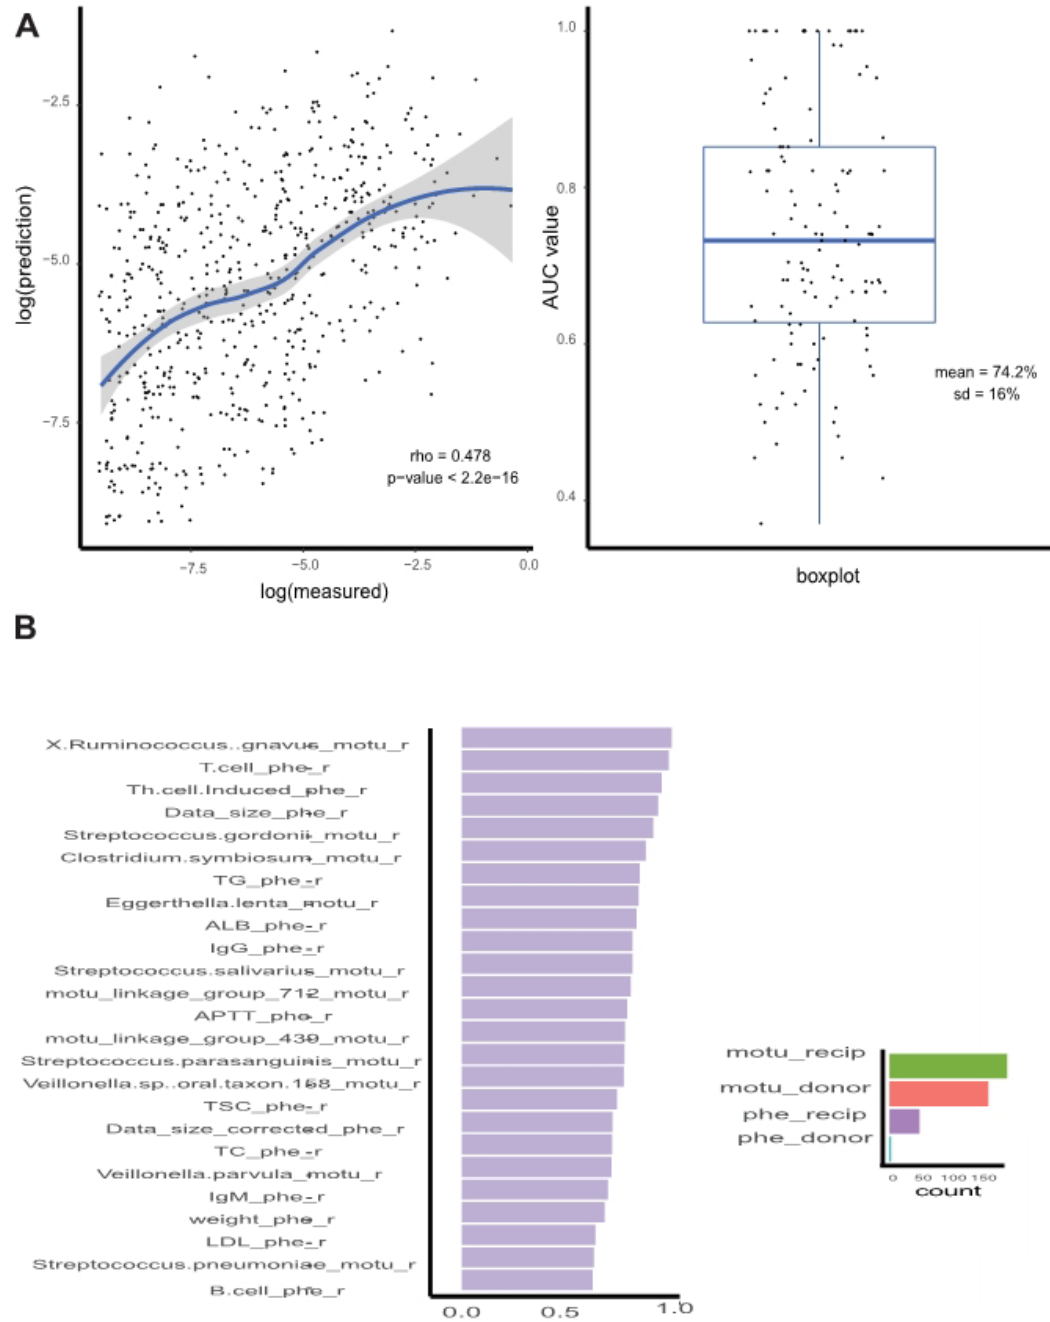 A
log(prediction)
−2.5
−5.0
−7.5
rho = 0.478
p−value < 2.2e−16
−7.5
−5.0
−2.5
0.0
log(measured)
AUC value
1.0
0.8
0.6
0.4
mean = 74.2%
sd = 16%
boxplot
B
X.Ruminococcus..gnavus_motu_r
T.cell_phe_r
Th.cell.Induced_phe_r
Data_size_phe_r
Streptococcus.gordonii_motu_r
Clostridium.symbiosum_motu_r
TG_phe_r
Eggerthella.lenta_motu_r
ALB_phe_r
IgG_phe_r
Streptococcus.salivarius_motu_r
motu_linkage_group_712_motu_r
APTT_phe_r
motu_linkage_group_439_motu_r
Streptococcus.parasanguinis_motu_r
Veillonella.sp..oral.taxon.158_motu_r
TSC_phe_r
Data_size_corrected_phe_r
TC_phe_r
Veillonella.parvula_motu_r
IgM_phe_r
weight_phe_r
LDL_phe_r
Streptococcus.pneumoniae_motu_r
B.cell_phe_r
0.0
0.5
1.0
motu_recip
motu_donor
phe_recip
phe_donor
0 50 100 150
count